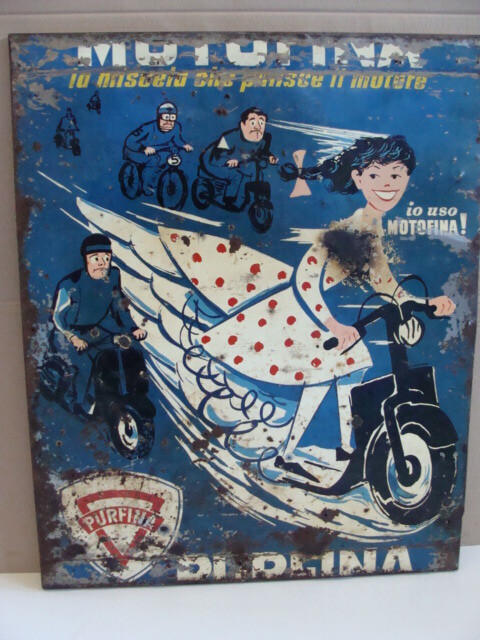 MOTOFINA
la miscela che pulisce il motore
io uso
MOTOFINA!
PURFINA
PURFINA